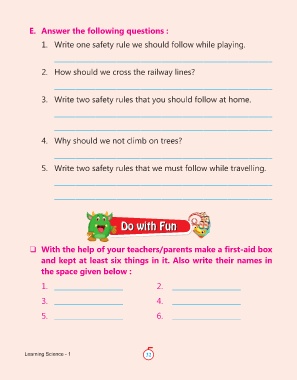 E. Answer the following questions :
1. Write one safety rule we should follow while playing.
2. How should we cross the railway lines?
3. Write two safety rules that you should follow at home.
4. Why should we not climb on trees?
5. Write two safety rules that we must follow while travelling.
Do with Fun
❑ With the help of your teachers/parents make a first-aid box
and kept at least six things in it. Also write their names in
the space given below :
1. 2.
3. 4.
5. 6.
Learning Science - 1